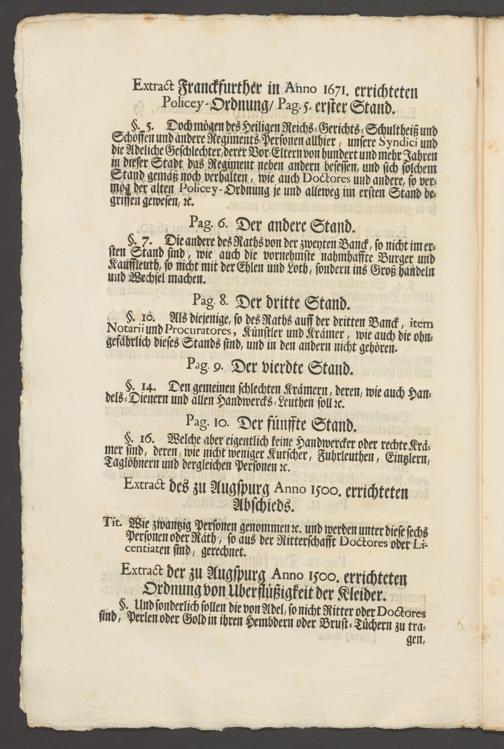 Extract Franckfurther in Anno 1671. errichteten
Policey-Ordnung/ Pag. 5. erster Stand.
§. 5. Doch mögen des Heiligen Reichs-Gerichts-Schultheiß und
Schöffen und andere Regiments-Personen allhier, unsere Syndici und
die Adeliche Geschlechter, derer Vor-Eltern von hundert und mehr Jahren
in dieser Stadt das Regiment neben andern besessen, und sich solchem
Stand gemäß noch verhalten, wie auch Doctores und andere, so ver-
mög der alten Policey-Ordnung je und alleweg im ersten Stand be-
griffen gewesen, ꝛc.
Pag. 6. Der andere Stand.
§. 7. Die andere des Raths von der zweyten Banck, so nicht im er-
sten Stand sind, wie auch die vornehmste nahmhaffte Burger und
Kauffleuth, so nicht mit der Ehlen und Loth, sondern ins Groß handeln
und Wechsel machen.
Pag. 8. Der dritte Stand.
§. 10. Als diejenige, so des Raths auff der dritten Banck, item
Notarii und Procuratores, Künstler und Krämer, wie auch die ohn-
gefährlich dieses Stands sind, und in den andern nicht gehören.
Pag. 9. Der vierdte Stand.
§. 14. Den gemeinen schlechten Krämern, deren, wie auch Han-
dels-Dienern und allen Handwercks-Leuthen soll ꝛc.
Pag. 10. Der fünffte Stand.
§. 16. Welche aber eigentlich keine Handwercker oder rechte Krä-
mer sind, deren, wie nicht weniger Kutscher, Fuhrleuthen, Eintzlern,
Taglöhnern und dergleichen Personen ꝛc.
Extract des zu Augspurg Anno 1500. errichteten
Abschieds.
Tit. Wie zwantzig Personen genommen ꝛc. und werden unter diese sechs
Personen oder Räth, so aus der Ritterschafft Doctores oder Li-
centiaten sind, gerechnet.
Extract der zu Augspurg Anno 1500. errichteten
Ordnung von Uberflüßigkeit der Kleider.
§. Und sonderlich sollen die von Adel, so nicht Ritter oder Doctores
sind, Perlen oder Gold in ihren Hembdern oder Brust-Tüchern zu tra-
gen,